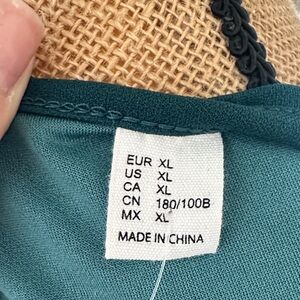 EUR XL
US XL
CA XL
CN 180/100B
MX XL
MADE IN CHINA